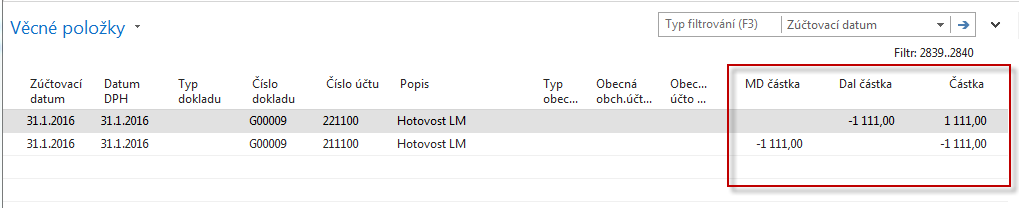 Věcné položky
Typ filtrování (F3) Zúčtovací datum
Filtr: 2839..2840
Zúčtovací datum Datum DPH Typ dokladu Číslo dokladu Číslo účtu Popis Typ obec... Obecná obch.účt... Obec... účto ... MD částka Dal částka Částka
31.1.2016 31.1.2016 G00009 221100 Hotovost LM -1 111,00 1 111,00
31.1.2016 31.1.2016 G00009 211100 Hotovost LM -1 111,00 -1 111,00